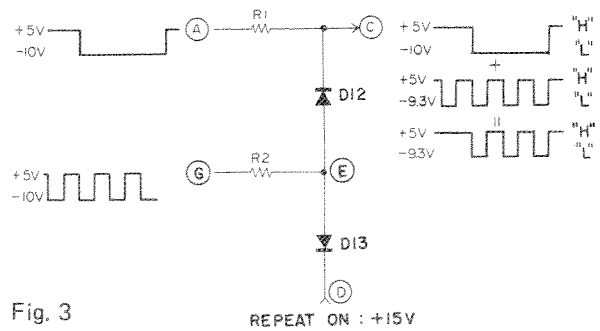 R1
+5V
-10V
A
C
+5V
-10V
"H"
"L"
+
D12
+5V
-9.3V
"H"
"L"
=
+5V
-9.3V
"H"
"L"
G
R2
E
+5V
-10V
D13
D
Fig. 3
REPEAT ON : +15V